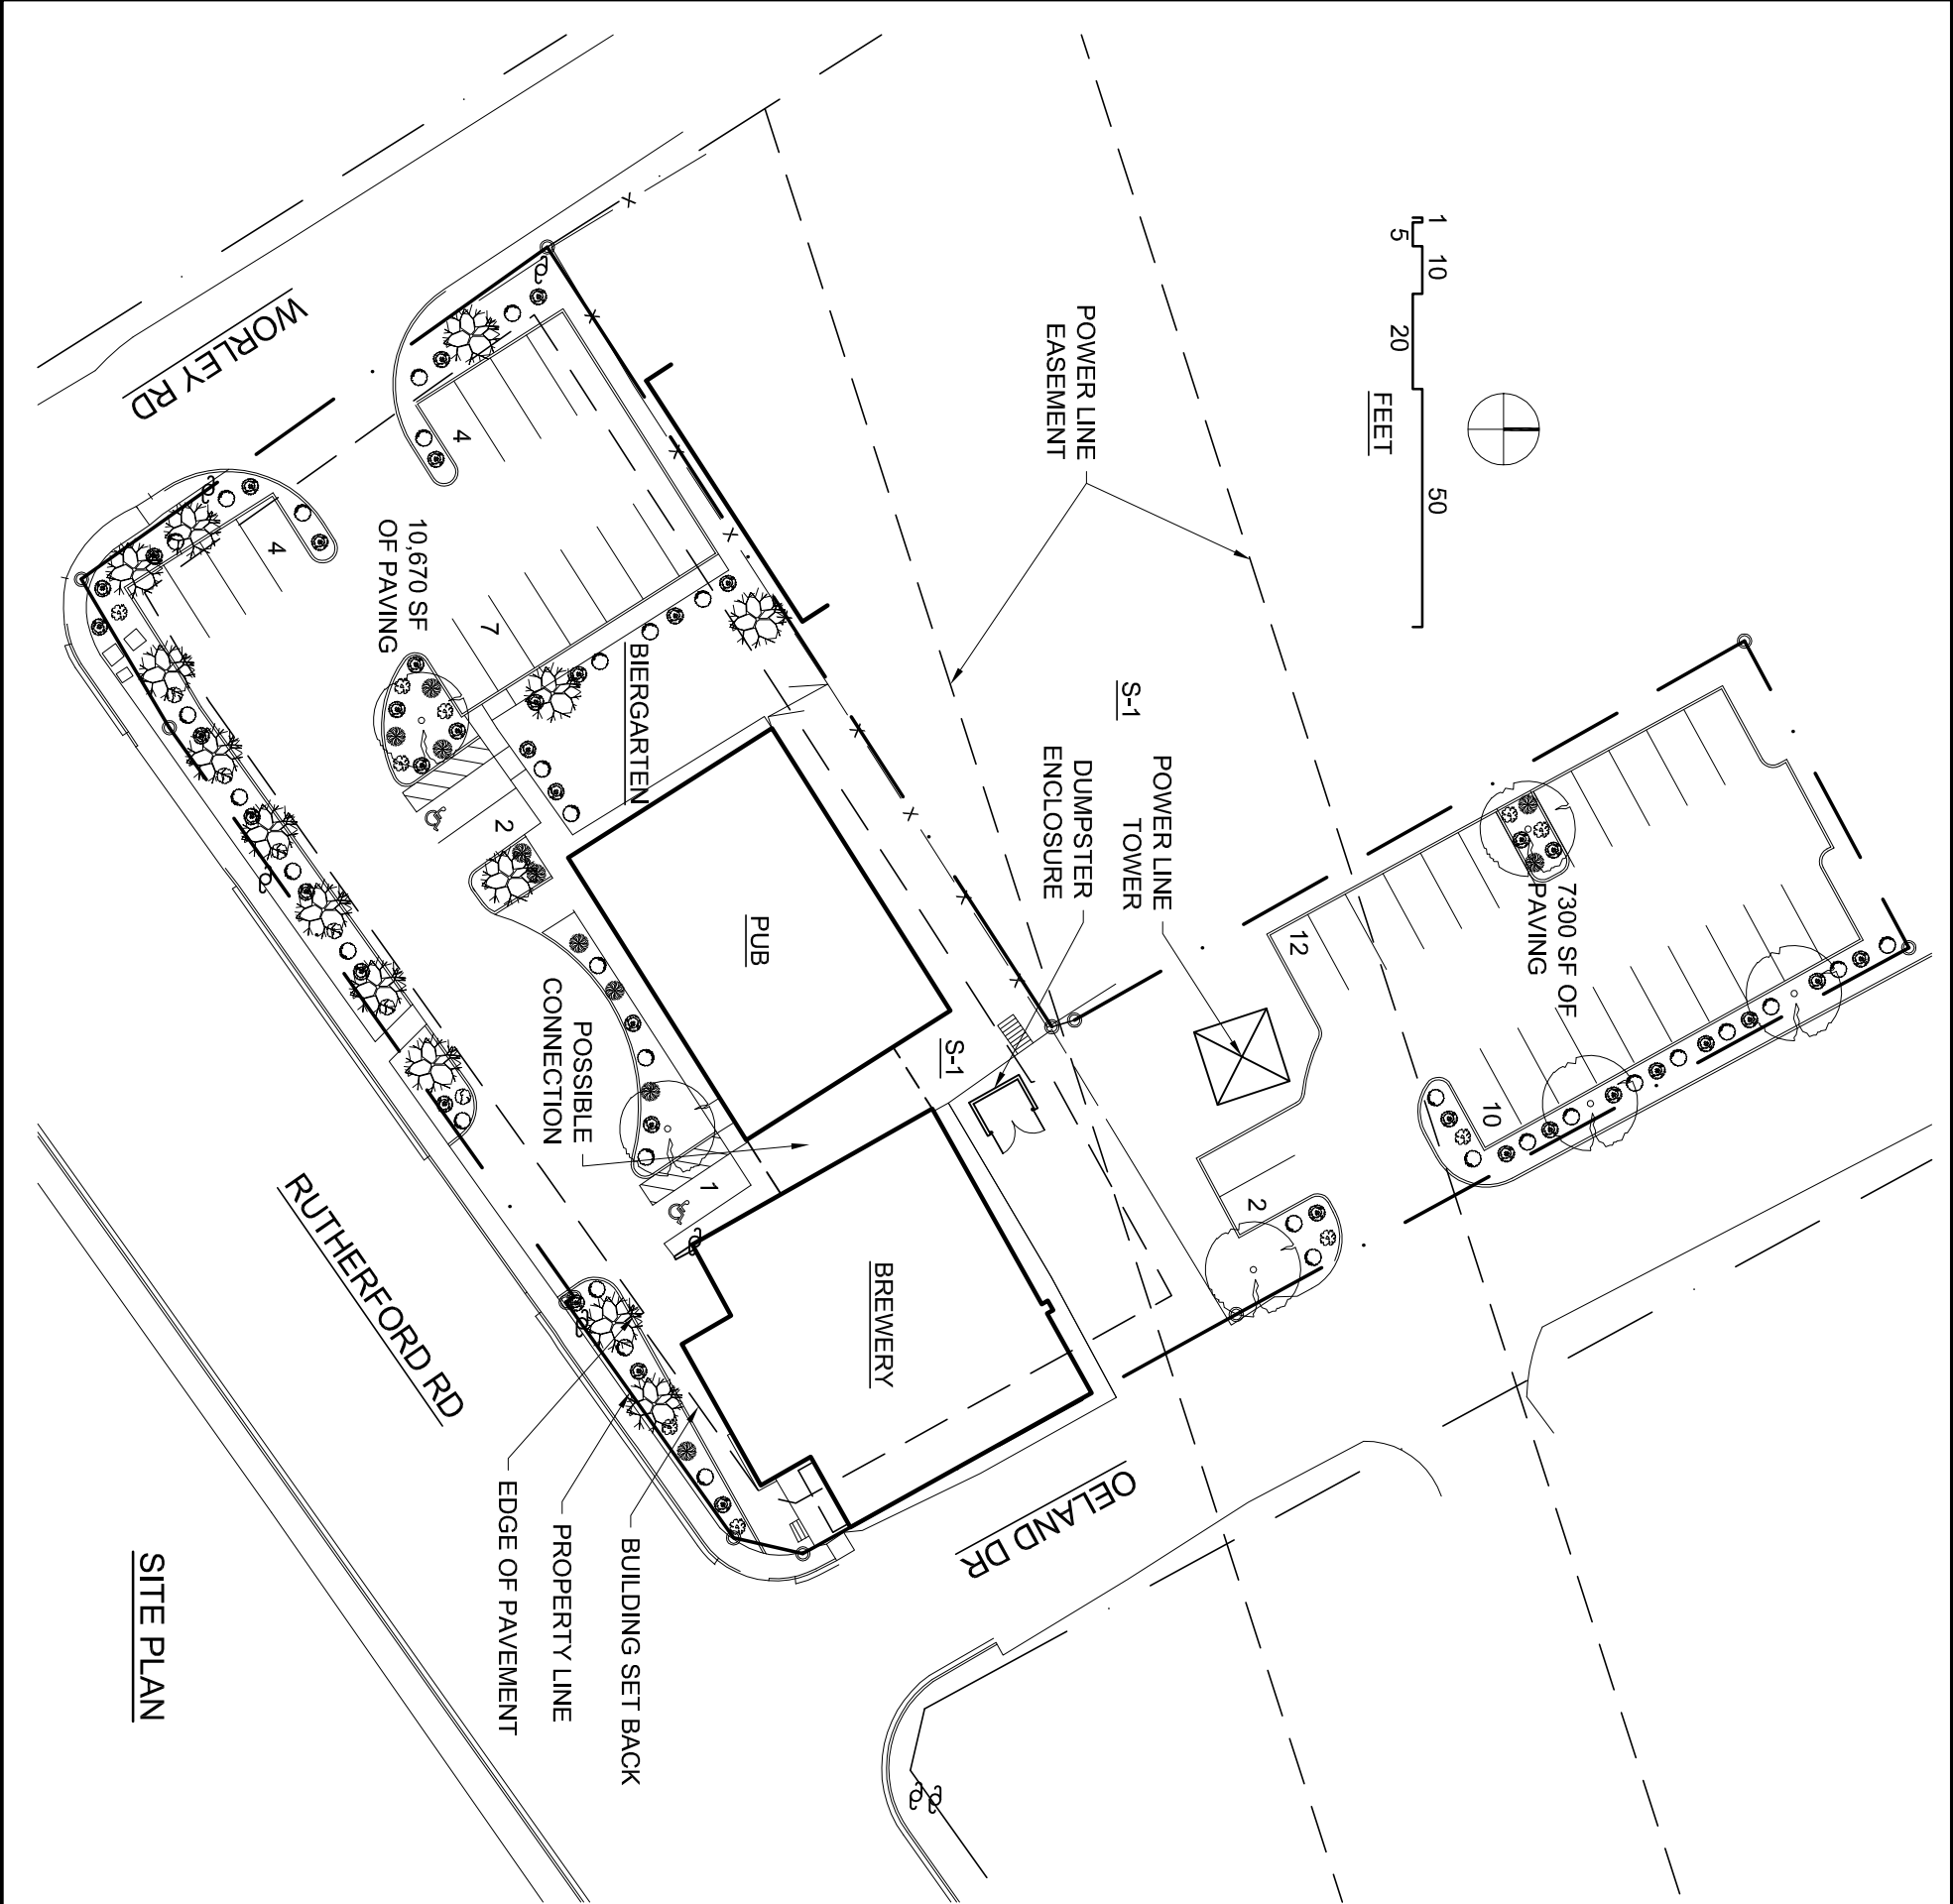 1
5
10
20
50
FEET
POWER LINE
EASEMENT
S-1
POWER LINE
TOWER
DUMPSTER
ENCLOSURE
12
7300 SF OF
PAVING
10
2
WORLEY RD
4
4
10,670 SF
OF PAVING
7
BIERGARTEN
2
PUB
S-1
POSSIBLE
CONNECTION
1
BREWERY
OELAND DR
RUTHERFORD RD
BUILDING SET BACK
PROPERTY LINE
EDGE OF PAVEMENT
SITE PLAN